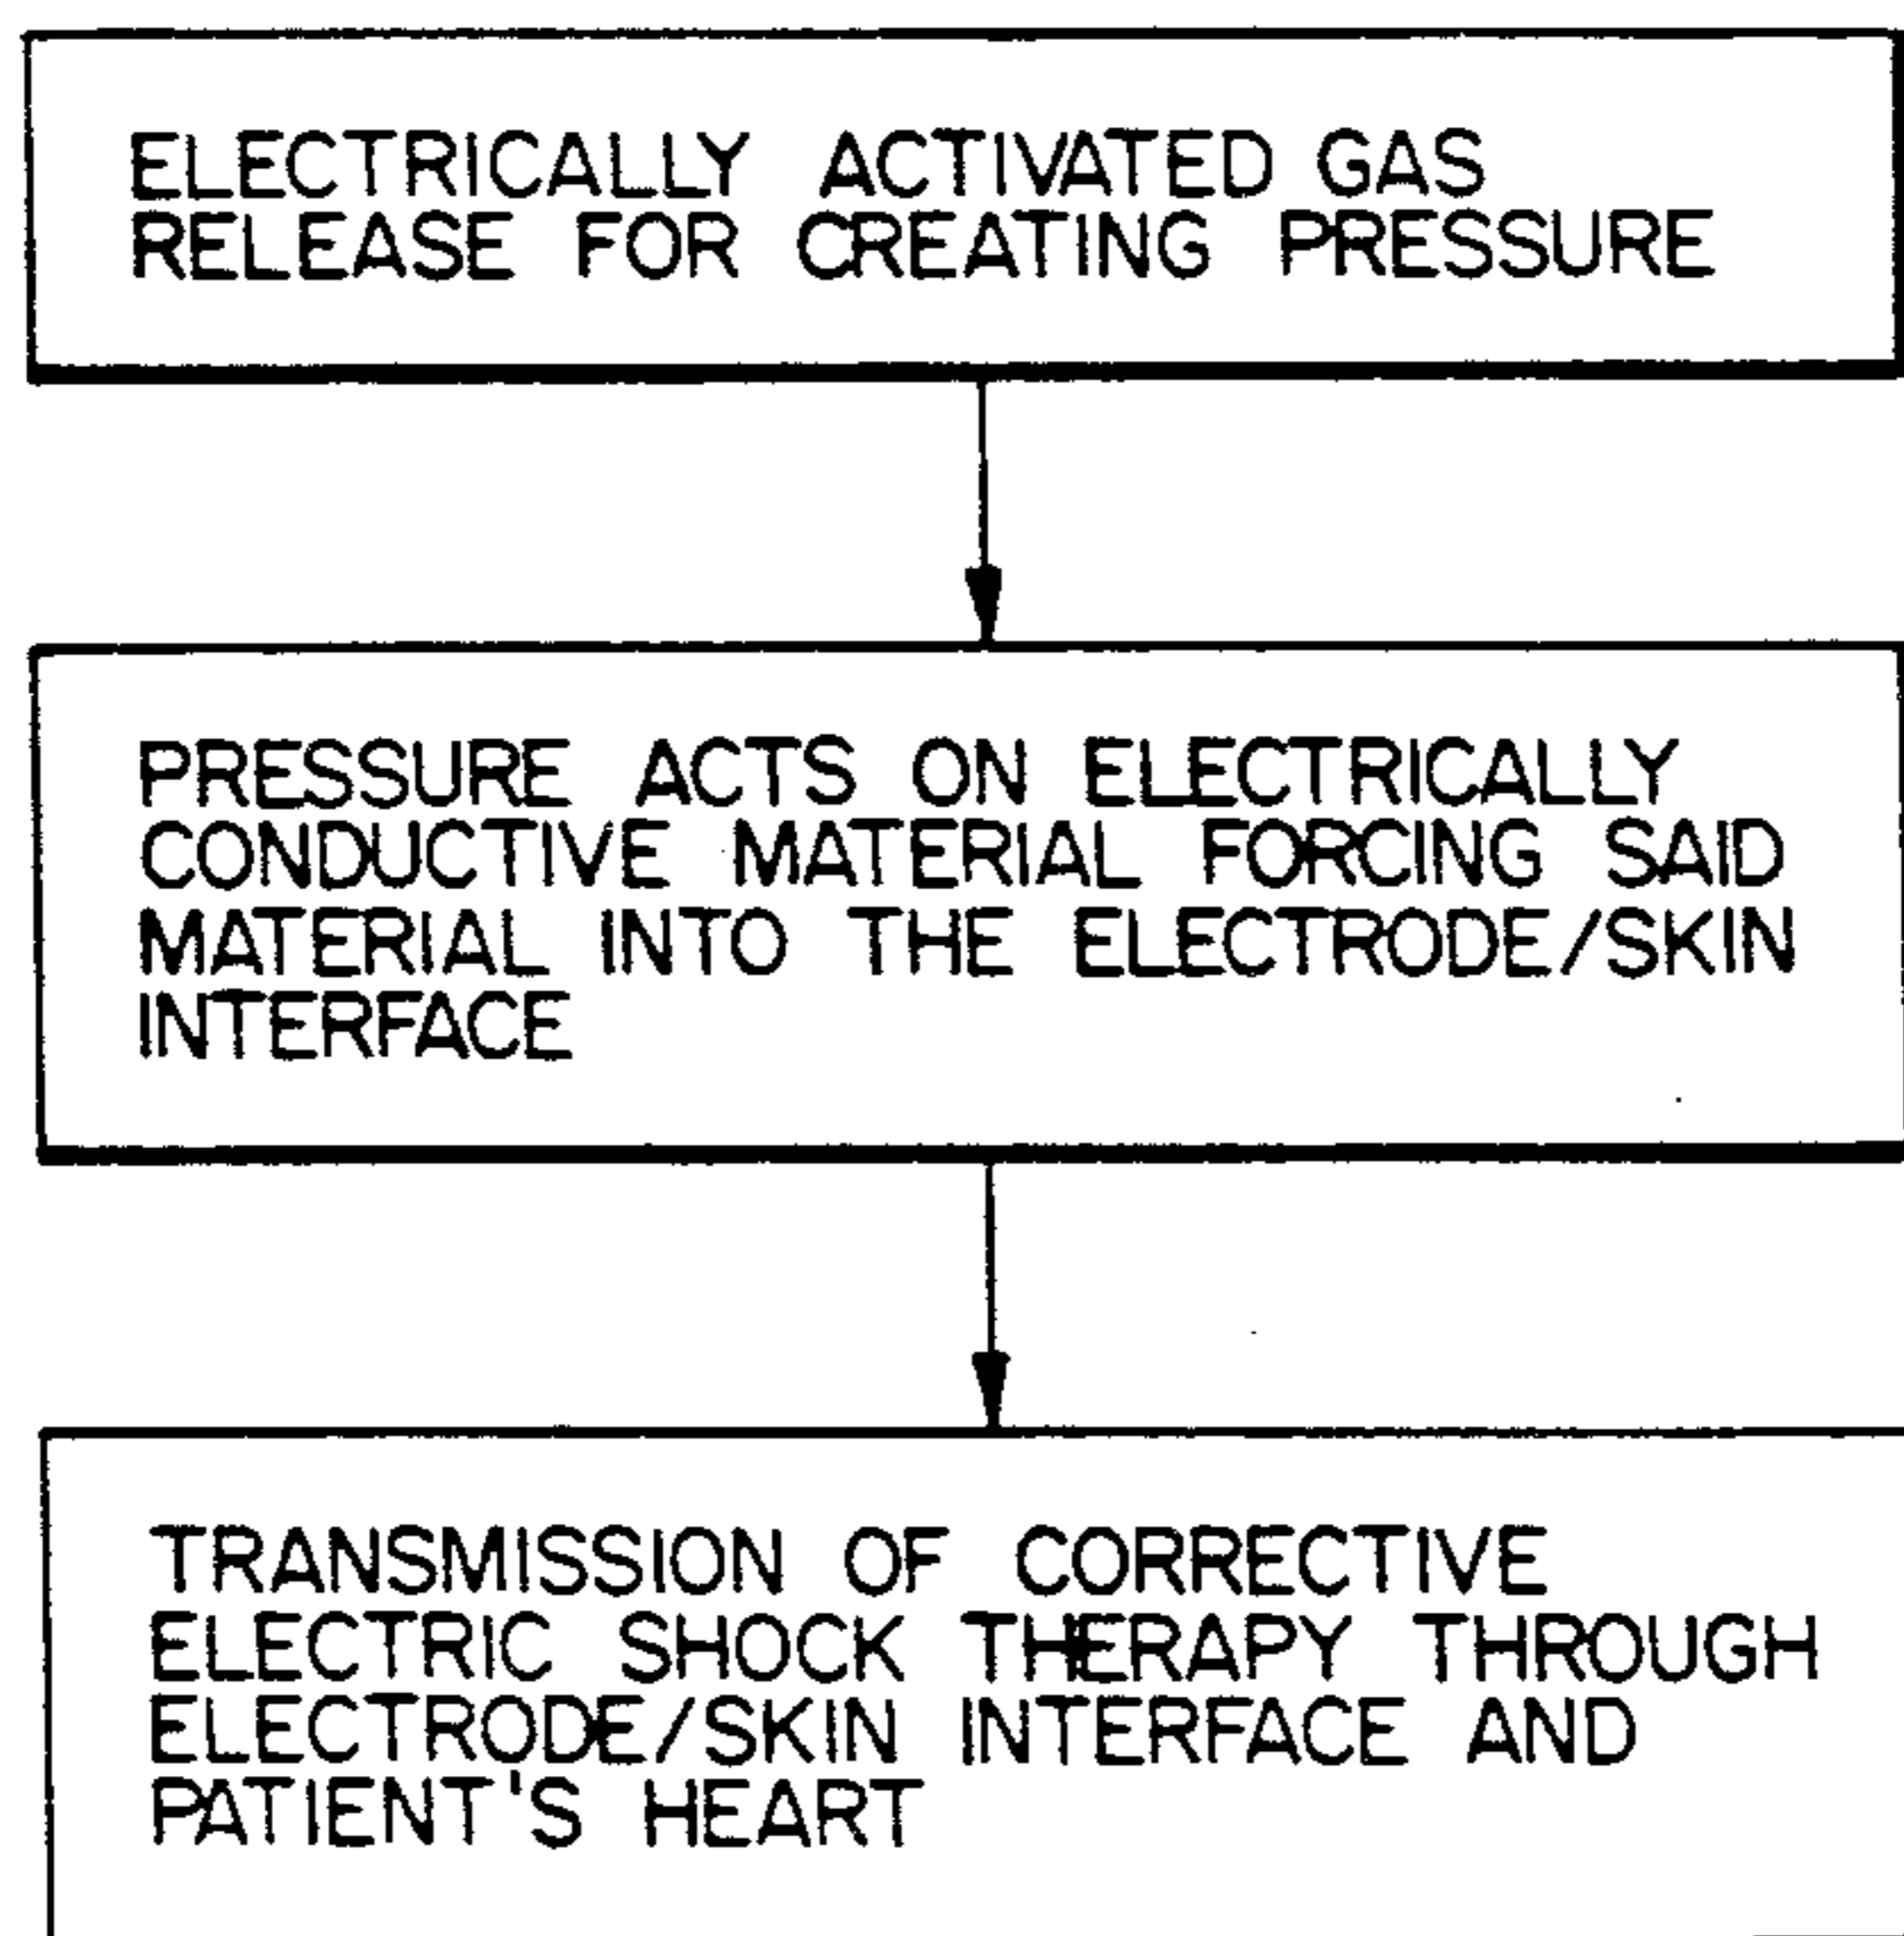 ELECTRICALLY ACTIVATED GAS
RELEASE FOR CREATING PRESSURE
PRESSURE ACTS ON ELECTRICALLY
CONDUCTIVE MATERIAL FORCING SAID
MATERIAL INTO THE ELECTRODE/SKIN
INTERFACE
TRANSMISSION OF CORRECTIVE
ELECTRIC SHOCK THERAPY THROUGH
ELECTRODE/SKIN INTERFACE AND
PATIENT'S HEART